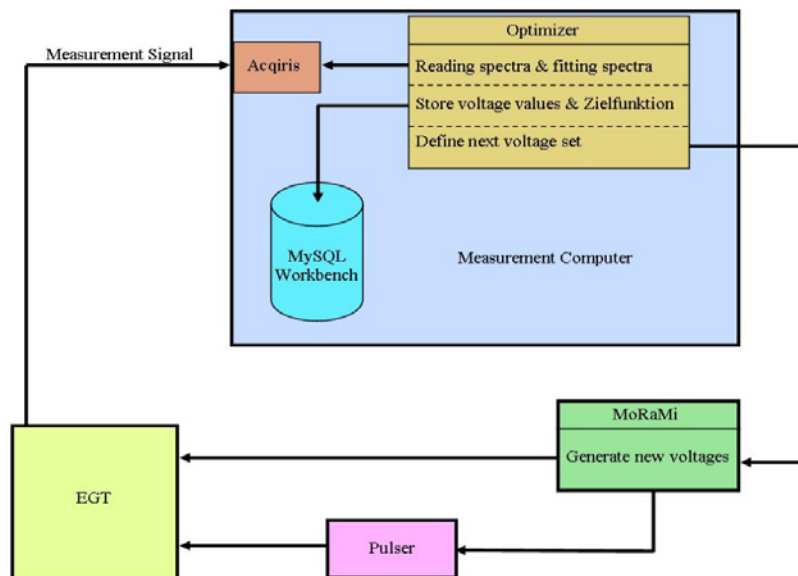 Optimizer
Measurement Signal
Acqiris
Reading spectra & fitting spectra
Store voltage values & Zielfunktion
Define next voltage set
MySQL
Workbench
Measurement Computer
MoRaMi
Generate new voltages
EGT
Pulser